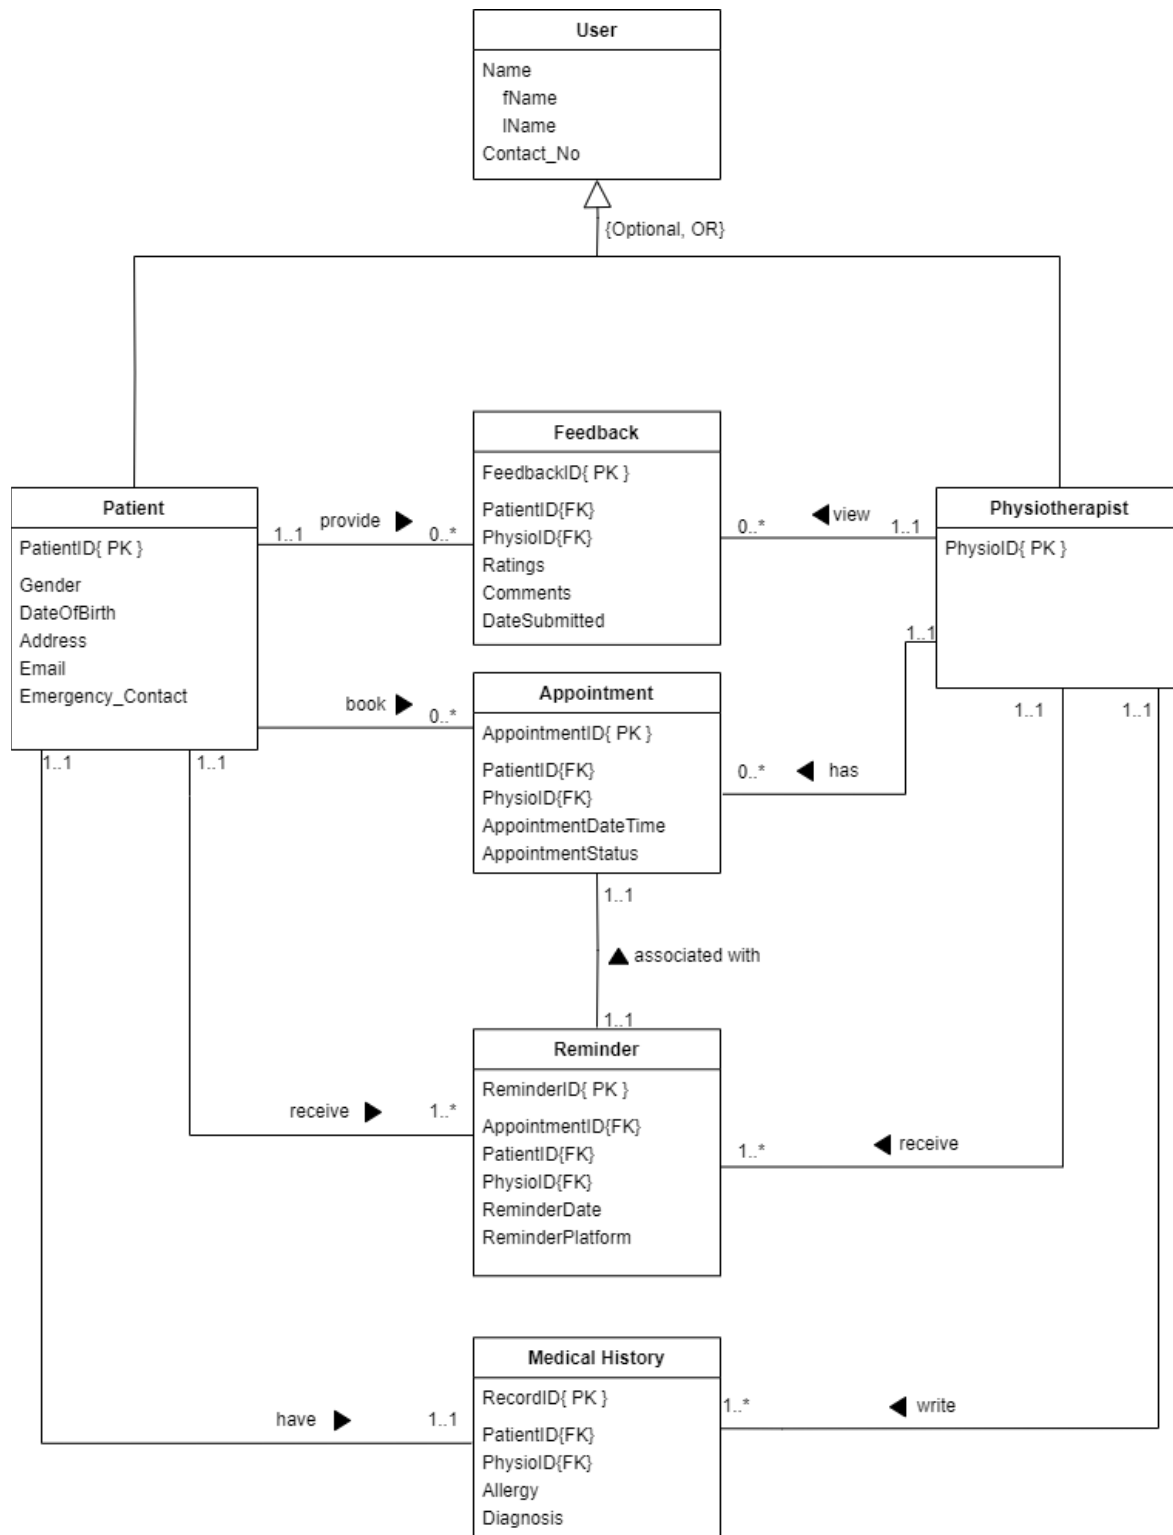 User
Name
fName
lName
Contact_No
{Optional, OR}
Feedback
FeedbackID{ PK }
PatientID{FK}
PhysioID{FK}
Ratings
Comments
DateSubmitted
Patient
PatientID{ PK }
Gender
DateOfBirth
Address
Email
Emergency_Contact
Physiotherapist
PhysioID{ PK }
1..1 provide ▶ 0..*
0..* ◀ view 1..1
1..1
book ▶ 0..*
Appointment
AppointmentID{ PK }
PatientID{FK}
PhysioID{FK}
AppointmentDateTime
AppointmentStatus
0..* ◀ has
1..1 1..1
1..1 1..1
1..1
▲ associated with
1..1
Reminder
ReminderID{ PK }
AppointmentID{FK}
PatientID{FK}
PhysioID{FK}
ReminderDate
ReminderPlatform
receive ▶ 1..*
1..* ◀ receive
Medical History
RecordID{ PK }
PatientID{FK}
PhysioID{FK}
Allergy
Diagnosis
have ▶ 1..1
1..* ◀ write